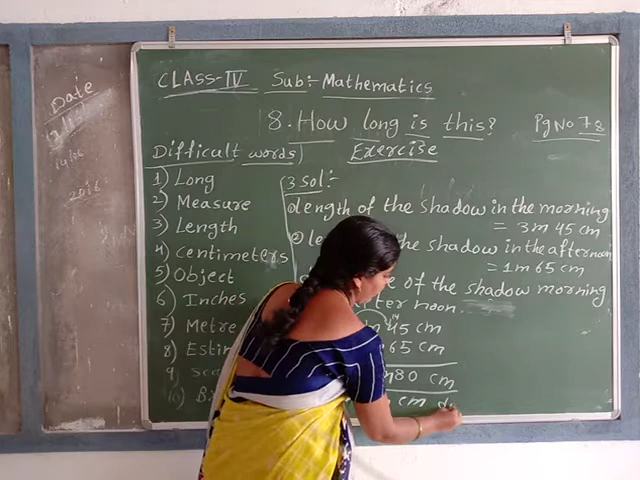 Date
2016
CLASS-IV Sub:- Mathematics
8. How long is this? Pg No 78
Difficult words Exercise
1) Long
2) Measure
3) Length
4) Centimeters
5) Object
6) Inches
7) Metre
8)
9)
10)
3 sol:-
① length of the shadow in the morning
= 3m 45 cm
② the shadow in the afternoon
= 1m 65 cm
of the shadow morning
noon
14
45 cm
65 cm
m 80 cm
cm